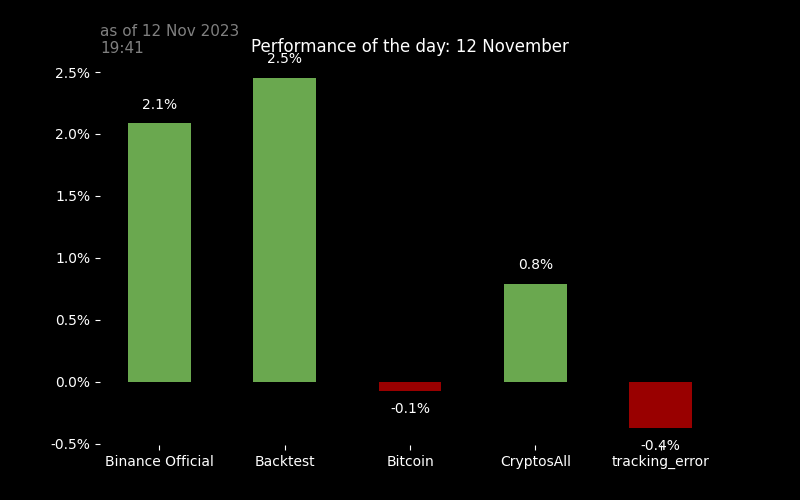 as of 12 Nov 2023
19:41
Performance of the day: 12 November
2.5%
2.0%
1.5%
1.0%
0.5%
0.0%
-0.5%
2.1%
2.5%
-0.1%
0.8%
-0.4%
Binance Official
Backtest
Bitcoin
CryptosAll
tracking_error